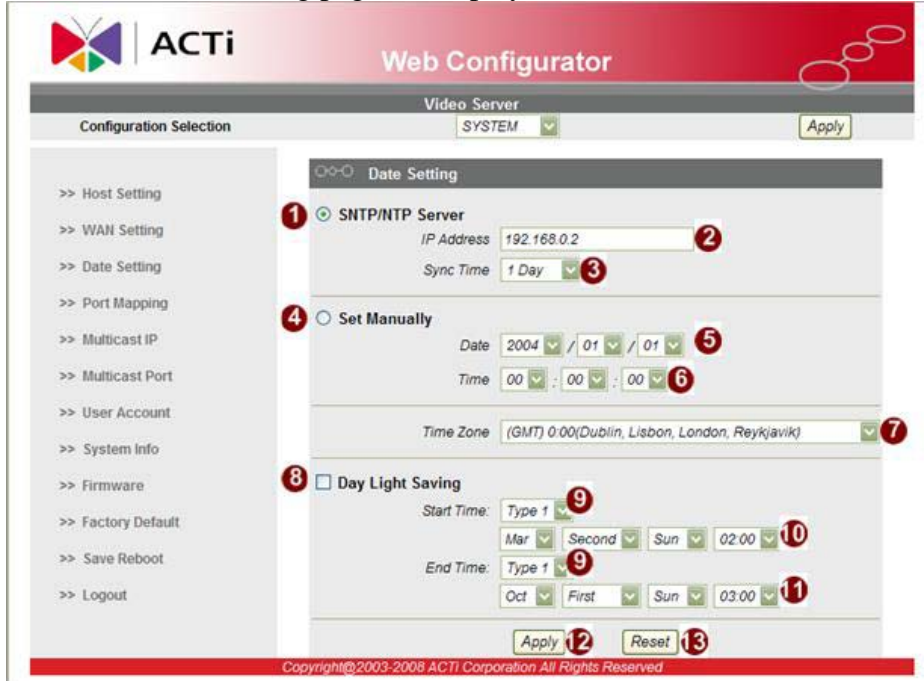 ACTi
Web Configurator
Video Server
Configuration Selection SYSTEM Apply
>> Host Setting
>> WAN Setting
>> Date Setting
>> Port Mapping
>> Multicast IP
>> Multicast Port
>> User Account
>> System Info
>> Firmware
>> Factory Default
>> Save Reboot
>> Logout
Date Setting
1 SNTP/NTP Server
IP Address 192.168.0.2 2
Sync Time 1 Day 3
4 Set Manually
Date 2004 / 01 / 01 5
Time 00 : 00 : 00 6
Time Zone (GMT) 0:00(Dublin, Lisbon, London, Reykjavik) 7
8 Day Light Saving
Start Time: Type 1 9
Mar Second Sun 02:00 10
End Time: Type 1 9
Oct First Sun 03:00 11
Apply 12 Reset 13
Copyright@2003-2008 ACTi Corporation All Rights Reserved